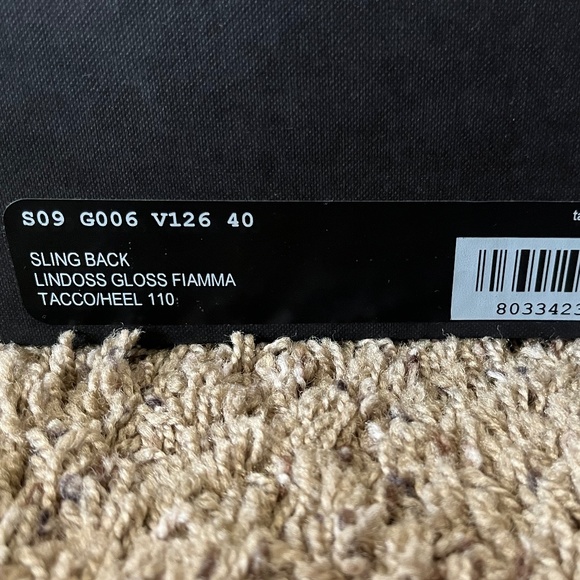 S09 G006 V126 40
SLING BACK
LINDOSS GLOSS FIAMMA
TACCO/HEEL 110
8033423